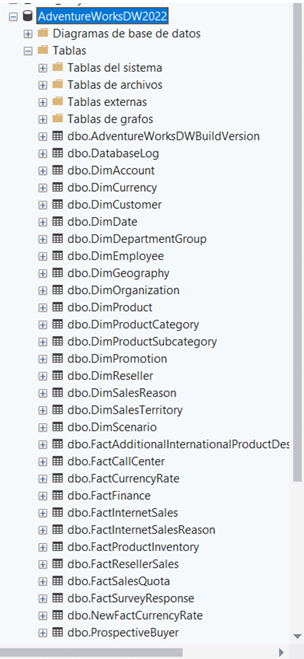 AdventureWorksDW2022
Diagramas de base de datos
Tablas
Tablas del sistema
Tablas de archivos
Tablas externas
Tablas de grafos
dbo.AdventureWorksDWBuildVersion
dbo.DatabaseLog
dbo.DimAccount
dbo.DimCurrency
dbo.DimCustomer
dbo.DimDate
dbo.DimDepartmentGroup
dbo.DimEmployee
dbo.DimGeography
dbo.DimOrganization
dbo.DimProduct
dbo.DimProductCategory
dbo.DimProductSubcategory
dbo.DimPromotion
dbo.DimReseller
dbo.DimSalesReason
dbo.DimSalesTerritory
dbo.DimScenario
dbo.FactAdditionalInternationalProductDes
dbo.FactCallCenter
dbo.FactCurrencyRate
dbo.FactFinance
dbo.FactInternetSales
dbo.FactInternetSalesReason
dbo.FactProductInventory
dbo.FactResellerSales
dbo.FactSalesQuota
dbo.FactSurveyResponse
dbo.NewFactCurrencyRate
dbo.ProspectiveBuyer